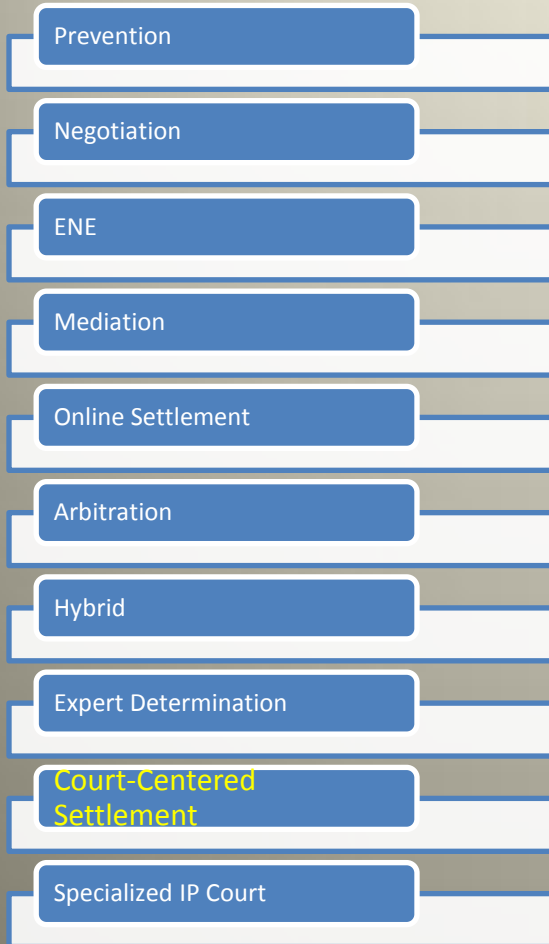 Prevention
Negotiation
ENE
Mediation
Online Settlement
Arbitration
Hybrid
Expert Determination
Court-Centered
Settlement
Specialized IP Court